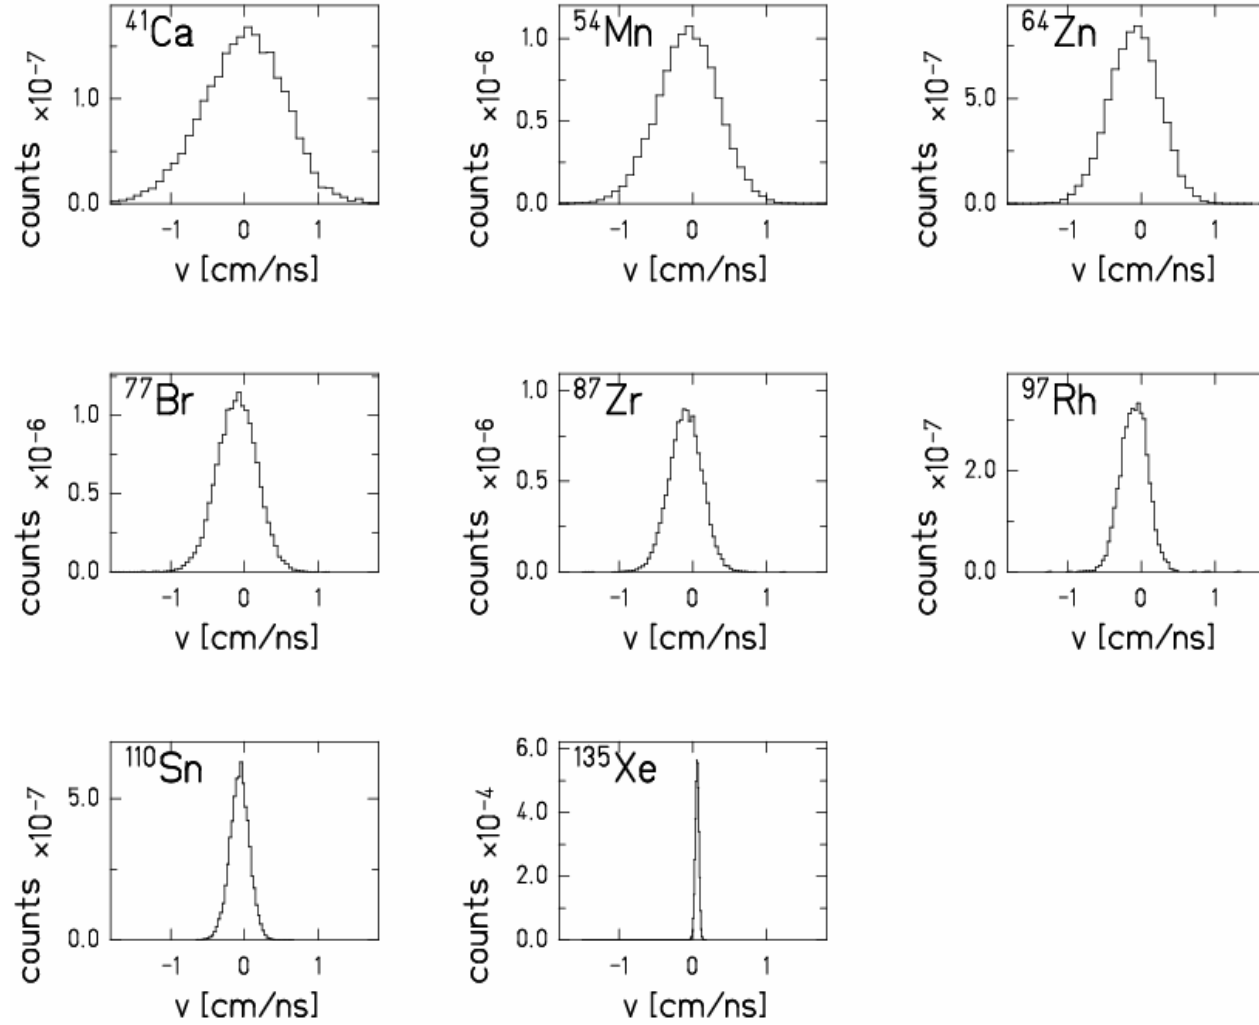 ⁴¹Ca
counts ×10⁻⁷
1.0
0.0
-1 0 1
v [cm/ns]
⁵⁴Mn
counts ×10⁻⁶
1.0
0.5
0.0
-1 0 1
v [cm/ns]
⁶⁴Zn
counts ×10⁻⁷
5.0
0.0
-1 0 1
v [cm/ns]
⁷⁷Br
counts ×10⁻⁶
1.0
0.5
0.0
-1 0 1
v [cm/ns]
⁸⁷Zr
counts ×10⁻⁶
1.0
0.5
0.0
-1 0 1
v [cm/ns]
⁹⁷Rh
counts ×10⁻⁷
2.0
0.0
-1 0 1
v [cm/ns]
¹¹⁰Sn
counts ×10⁻⁷
5.0
0.0
-1 0 1
v [cm/ns]
¹³⁵Xe
counts ×10⁻⁴
6.0
4.0
2.0
0.0
-1 0 1
v [cm/ns]